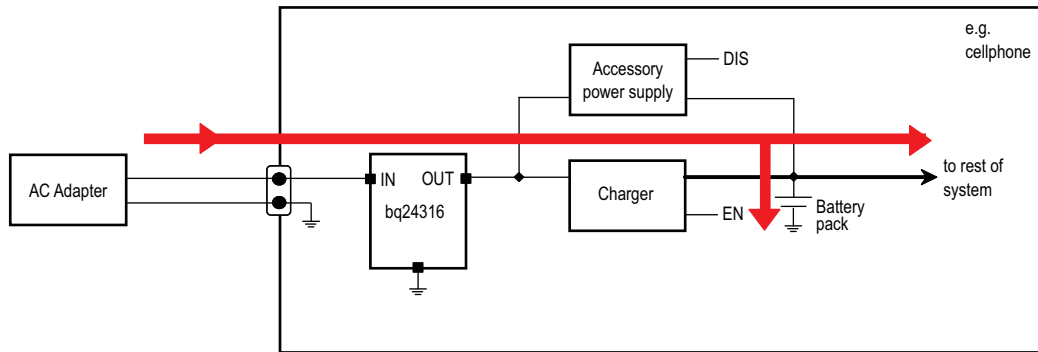 e.g.
cellphone
Accessory
power supply
DIS
AC Adapter
IN
OUT
bq24316
Charger
EN
to rest of
system
Battery
pack